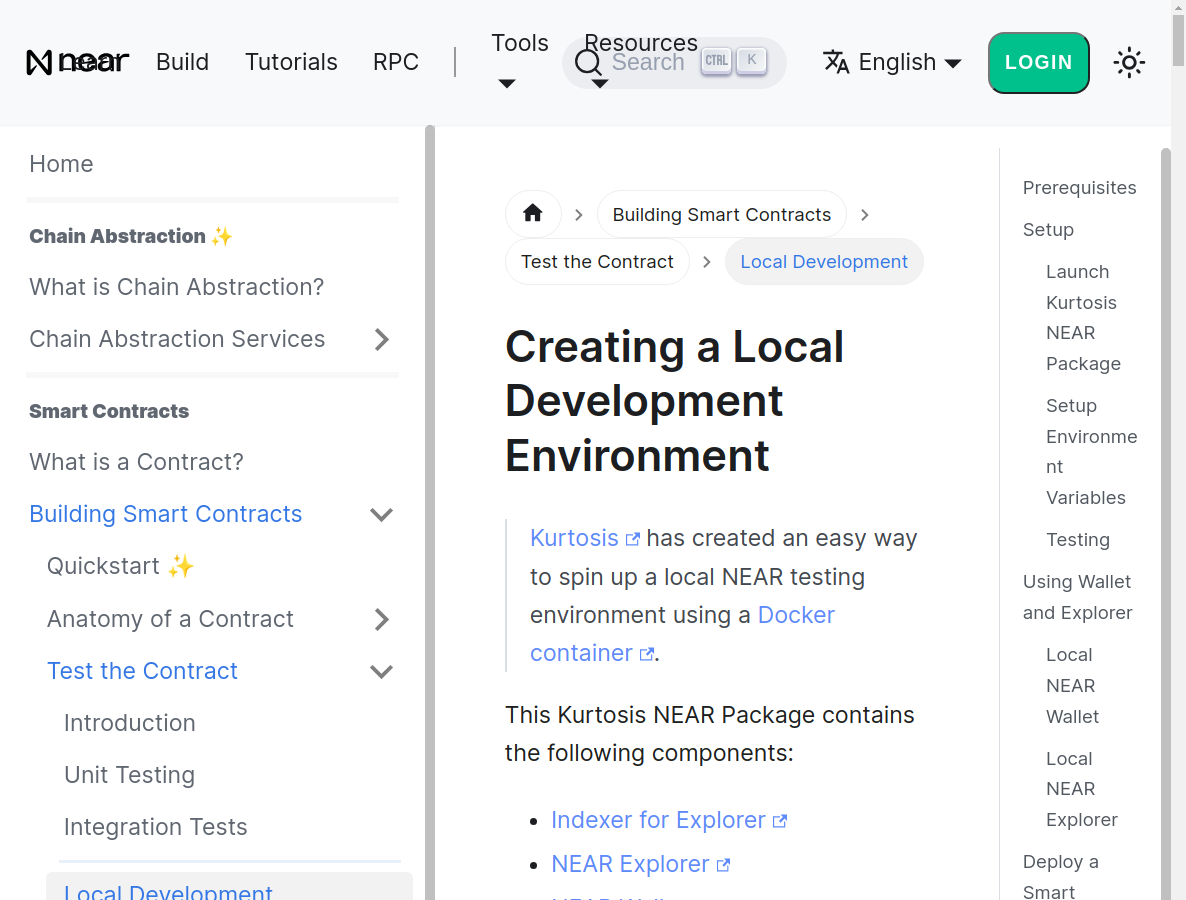 near
Learn
Build
Tutorials
RPC
Tools
Resources
Search
CTRL
K
English
LOGIN
Home
Chain Abstraction ✨
What is Chain Abstraction?
Chain Abstraction Services
Smart Contracts
What is a Contract?
Building Smart Contracts
Quickstart ✨
Anatomy of a Contract
Test the Contract
Introduction
Unit Testing
Integration Tests
Local Development
Building Smart Contracts
Test the Contract
Local Development
Creating a Local
Development
Environment
Kurtosis has created an easy way
to spin up a local NEAR testing
environment using a Docker
container.
This Kurtosis NEAR Package contains
the following components:
Indexer for Explorer
NEAR Explorer
Prerequisites
Setup
Launch
Kurtosis
NEAR
Package
Setup
Environme
nt
Variables
Testing
Using Wallet
and Explorer
Local
NEAR
Wallet
Local
NEAR
Explorer
Deploy a
Smart